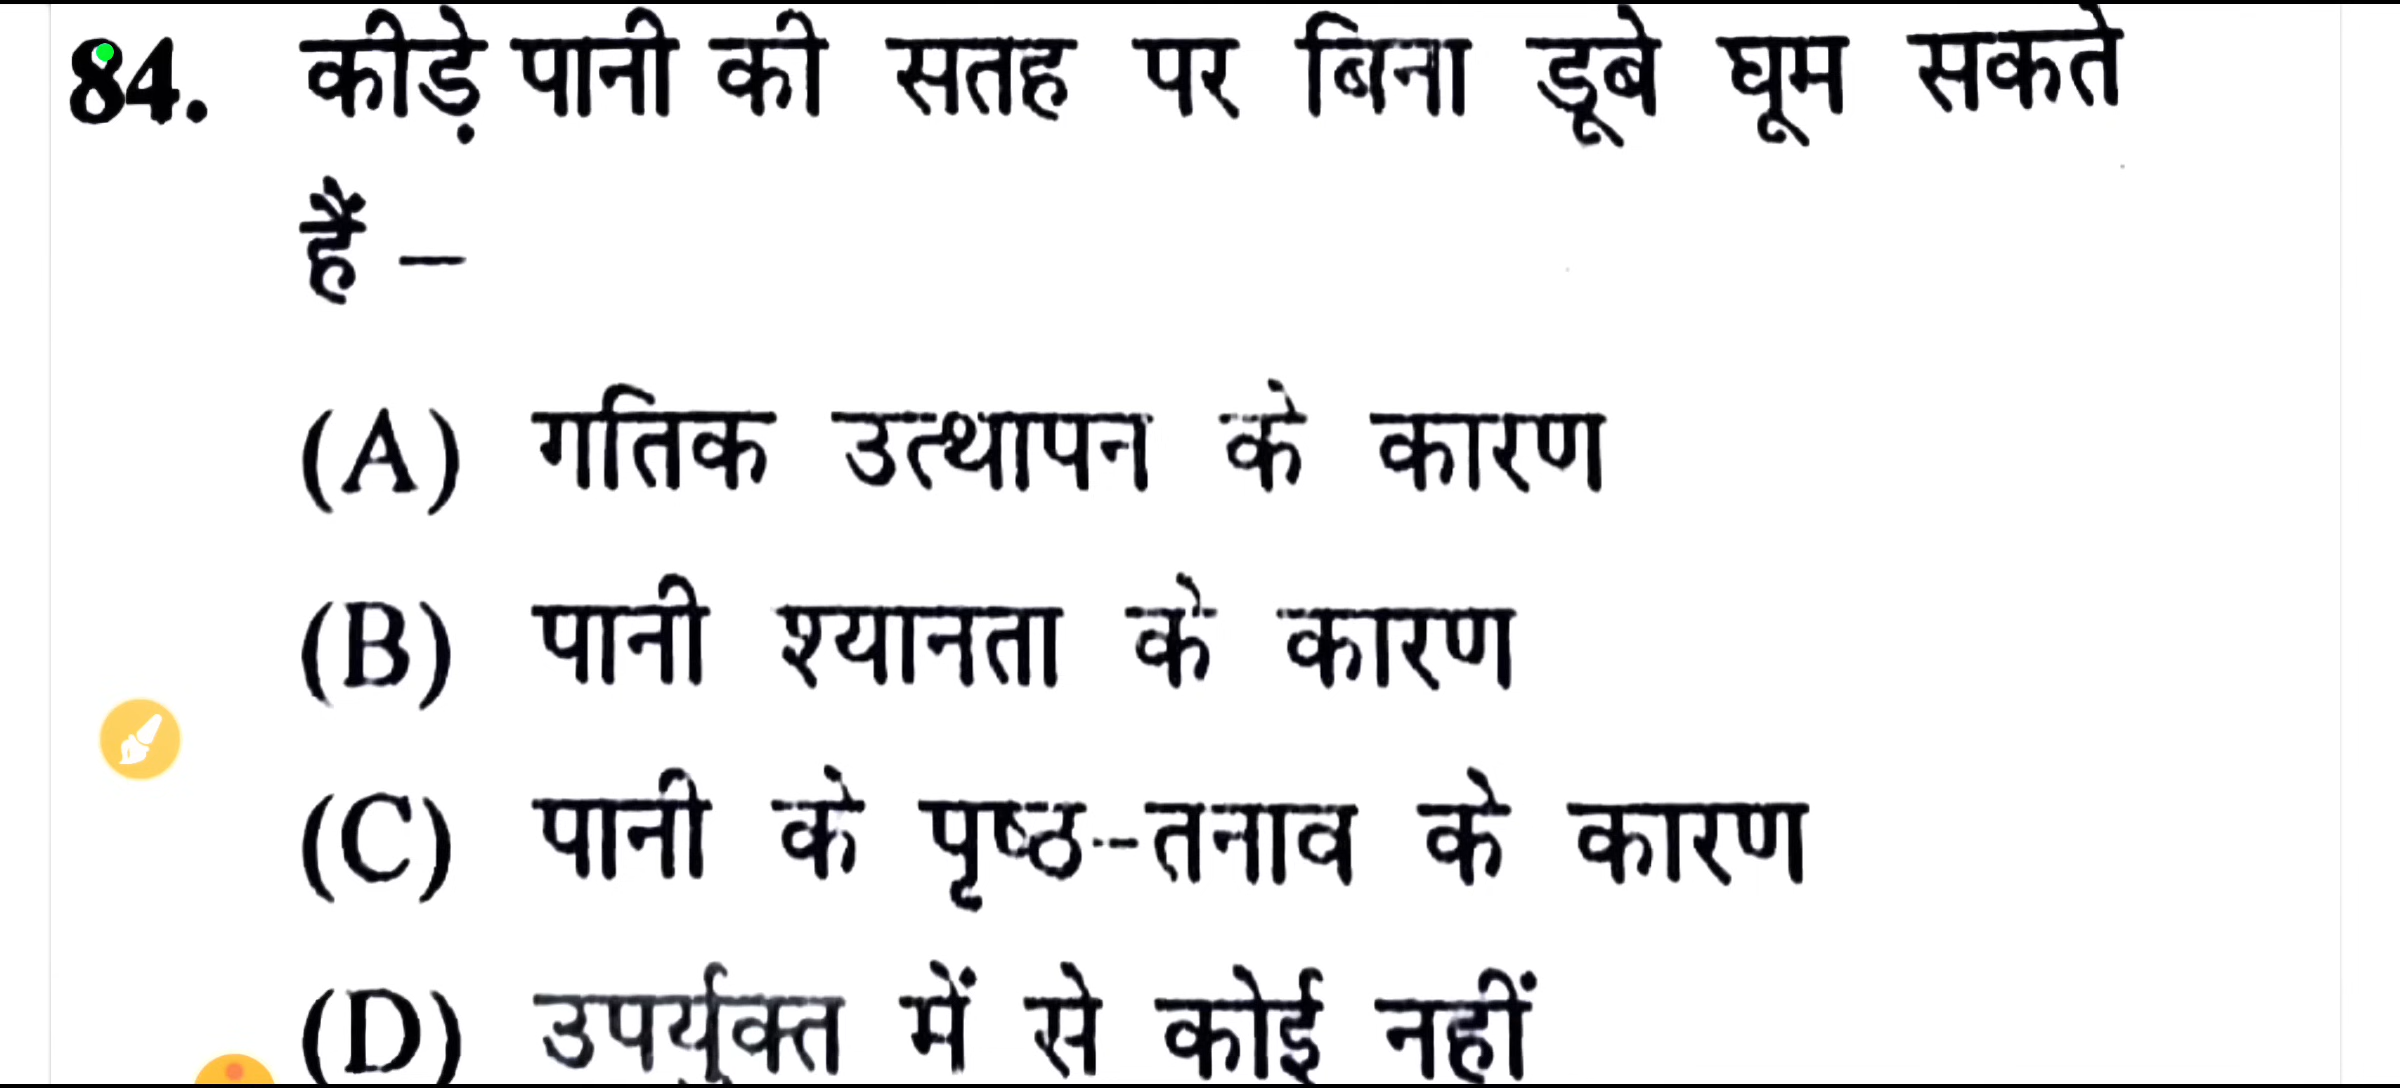 84. कीड़े पानी की सतह पर बिना डूबे घूम सकते
हैं –
(A) गतिक उत्थापन के कारण
(B) पानी श्यानता के कारण
(C) पानी के पृष्ठ-तनाव के कारण
(D) उपर्युक्त में से कोई नहीं